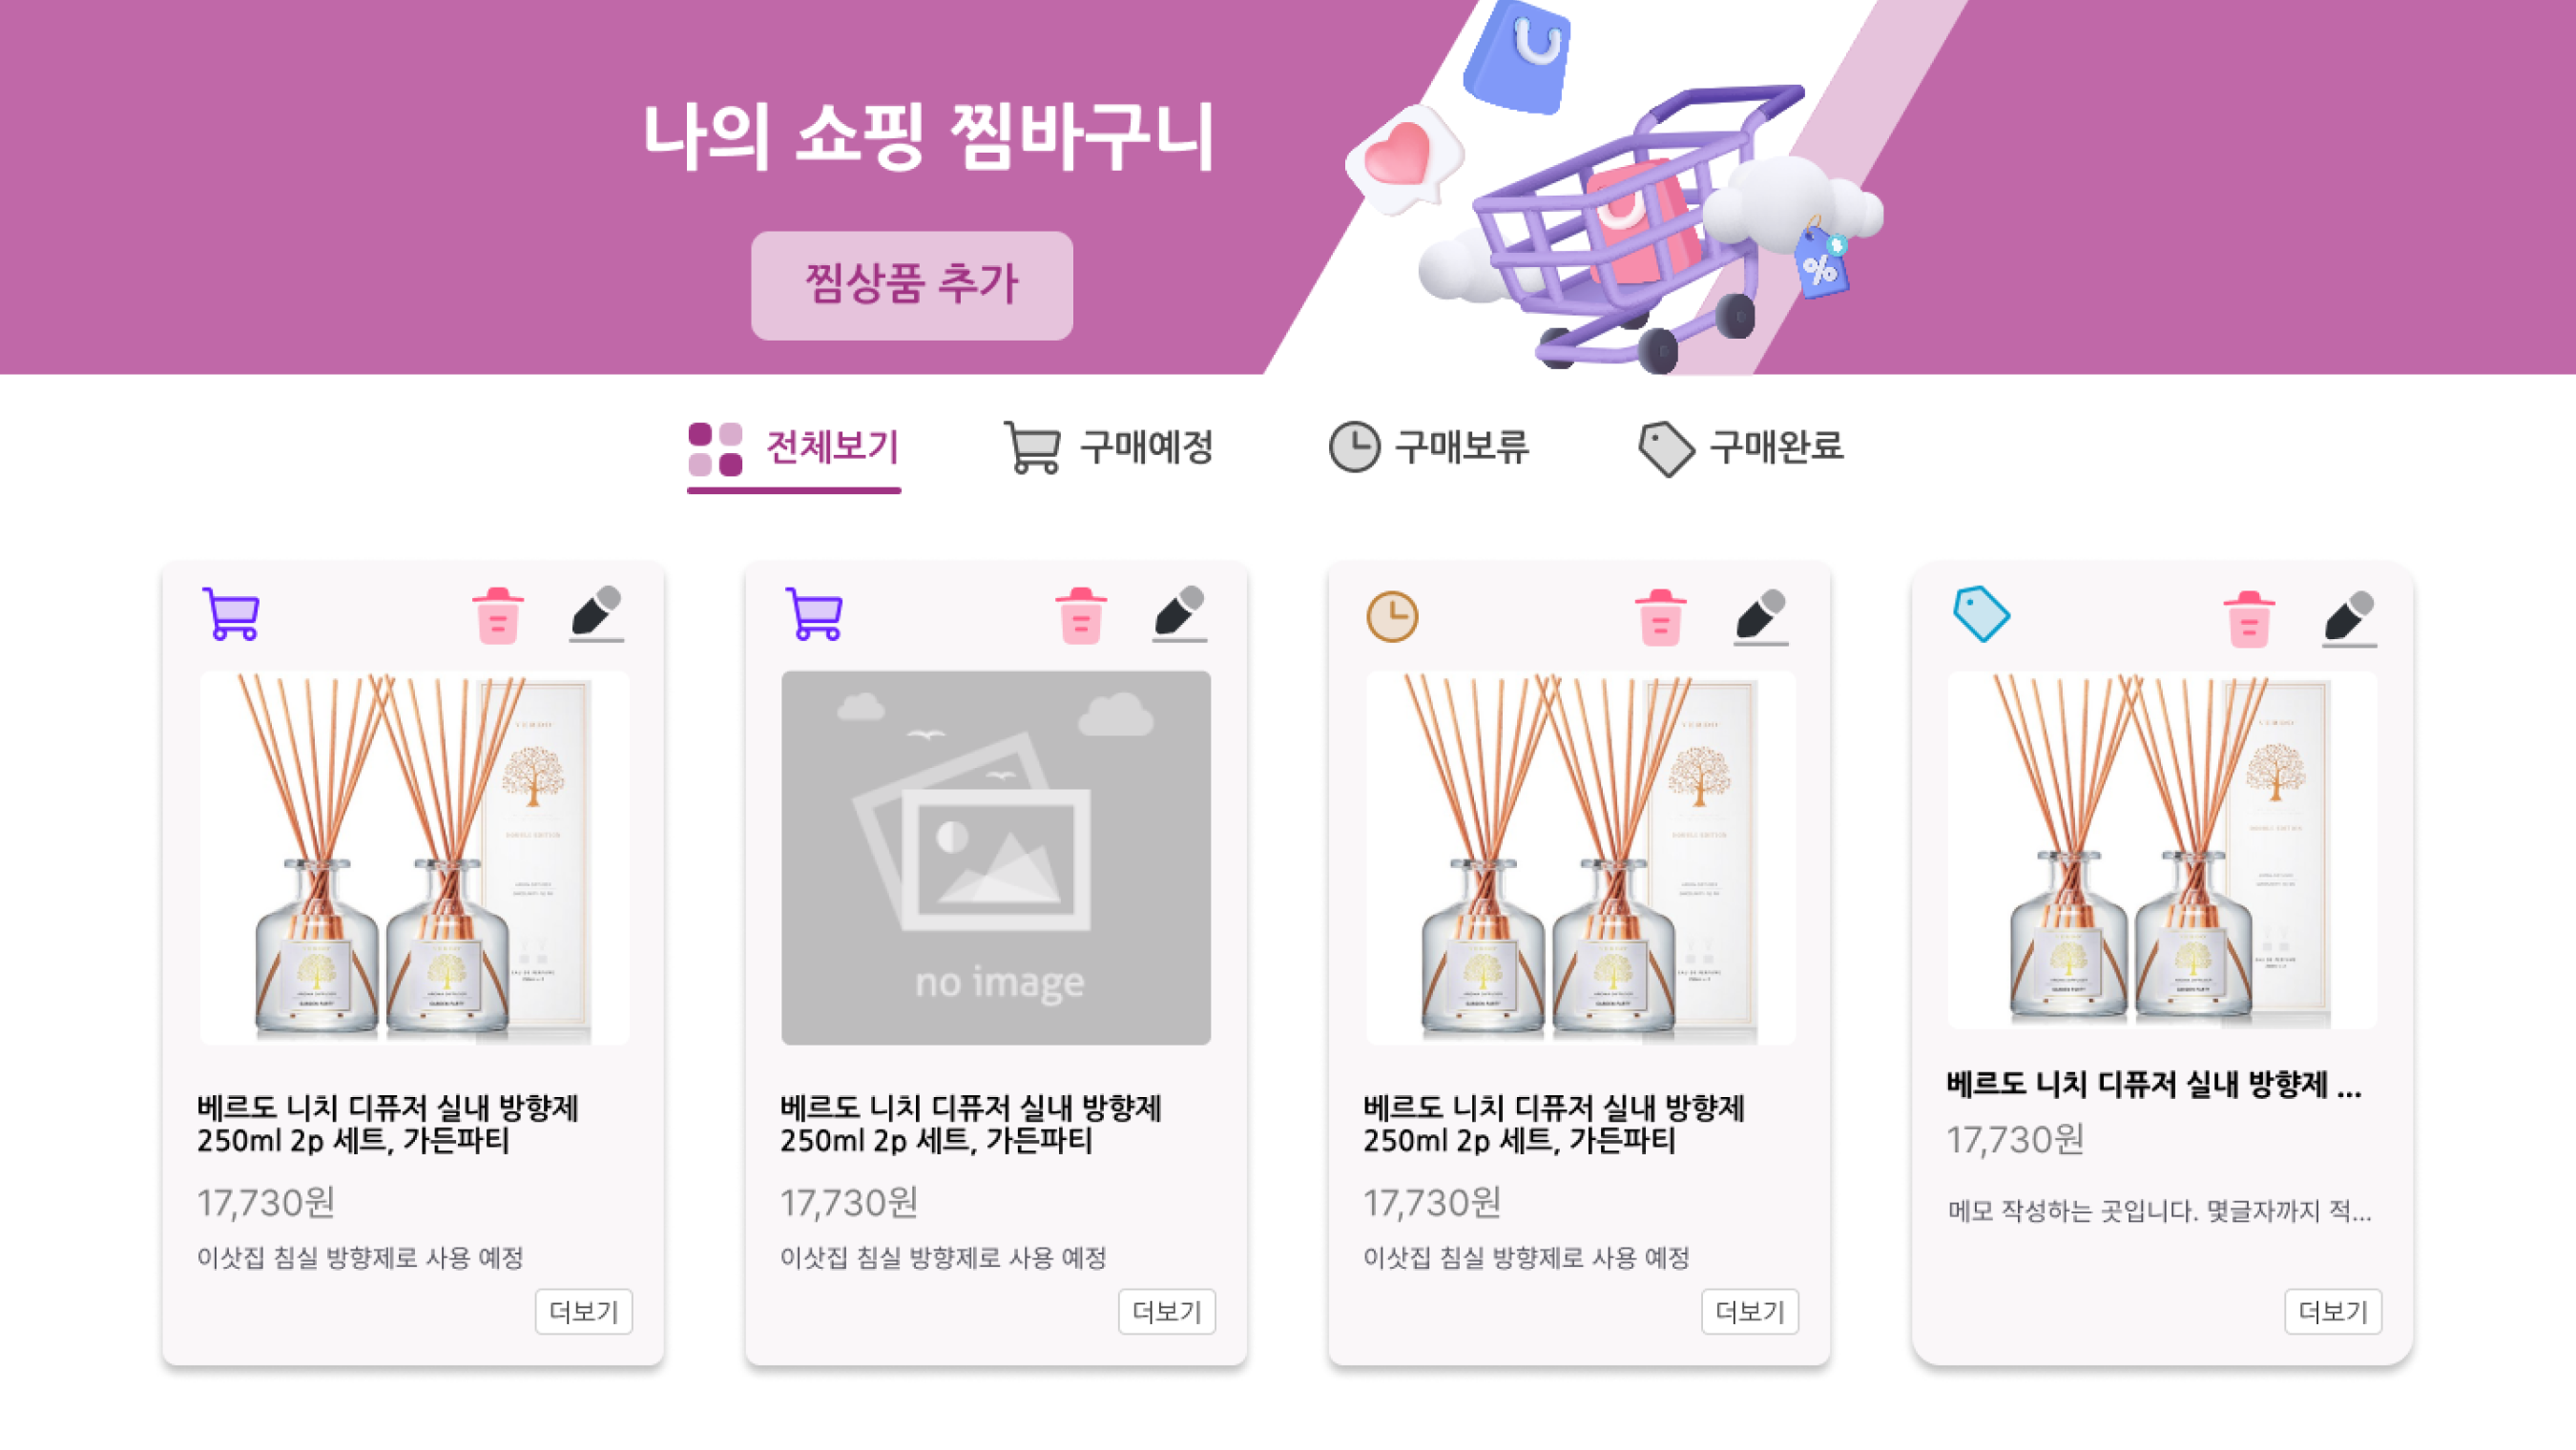 나의 쇼핑 찜바구니
찜상품 추가
전체보기
구매예정
구매보류
구매완료
베르도 니치 디퓨저 실내 방향제
250ml 2p 세트, 가든파티
17,730원
이삿집 침실 방향제로 사용 예정
더보기
no image
베르도 니치 디퓨저 실내 방향제
250ml 2p 세트, 가든파티
17,730원
이삿집 침실 방향제로 사용 예정
더보기
베르도 니치 디퓨저 실내 방향제
250ml 2p 세트, 가든파티
17,730원
이삿집 침실 방향제로 사용 예정
더보기
베르도 니치 디퓨저 실내 방향제 ...
17,730원
메모 작성하는 곳입니다. 몇글자까지 적...
더보기